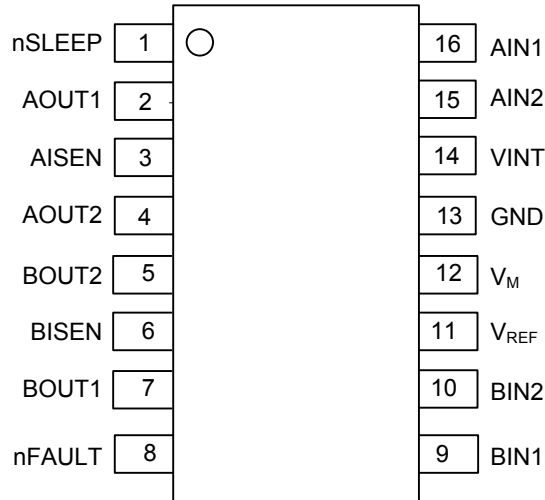 nSLEEP 1 16 AIN1
AOUT1 2 15 AIN2
AISEN 3 14 VINT
AOUT2 4 13 GND
BOUT2 5 12 VM
BISEN 6 11 VREF
BOUT1 7 10 BIN2
nFAULT 8 9 BIN1